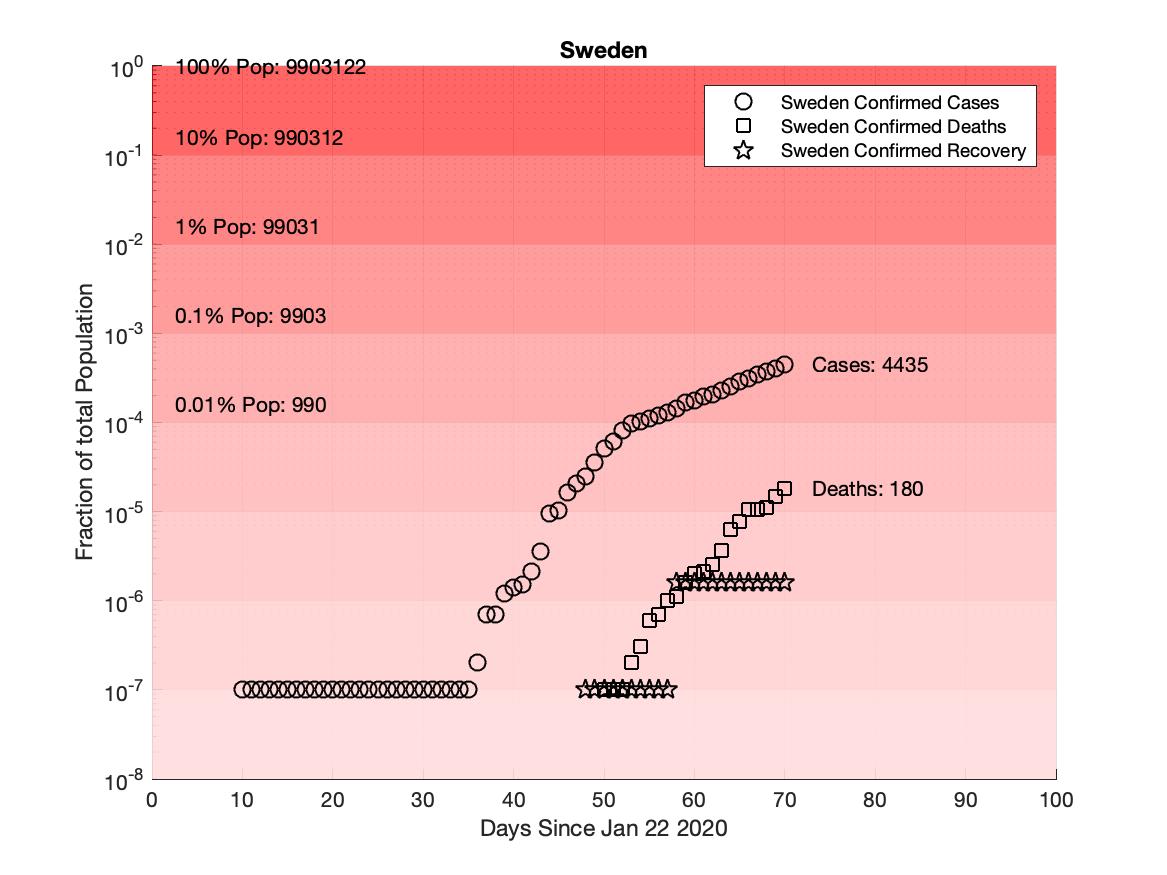 Sweden
10^0
100% Pop: 9903122
Sweden Confirmed Cases
Sweden Confirmed Deaths
Sweden Confirmed Recovery
10% Pop: 990312
10^-1
1% Pop: 99031
10^-2
0.1% Pop: 9903
10^-3
Cases: 4435
0.01% Pop: 990
10^-4
Deaths: 180
10^-5
10^-6
10^-7
10^-8
Fraction of total Population
0 10 20 30 40 50 60 70 80 90 100
Days Since Jan 22 2020